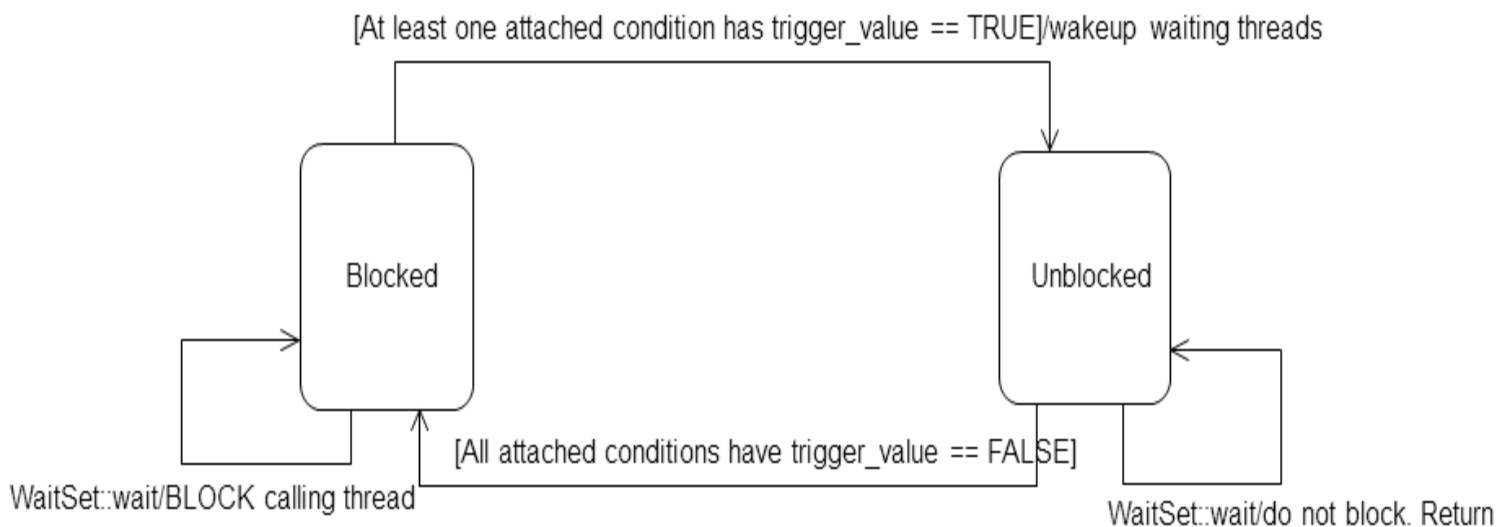 [At least one attached condition has trigger_value == TRUE]/wakeup waiting threads
Blocked
Unblocked
[All attached conditions have trigger_value == FALSE]
WaitSet::wait/BLOCK calling thread
WaitSet::wait/do not block. Return